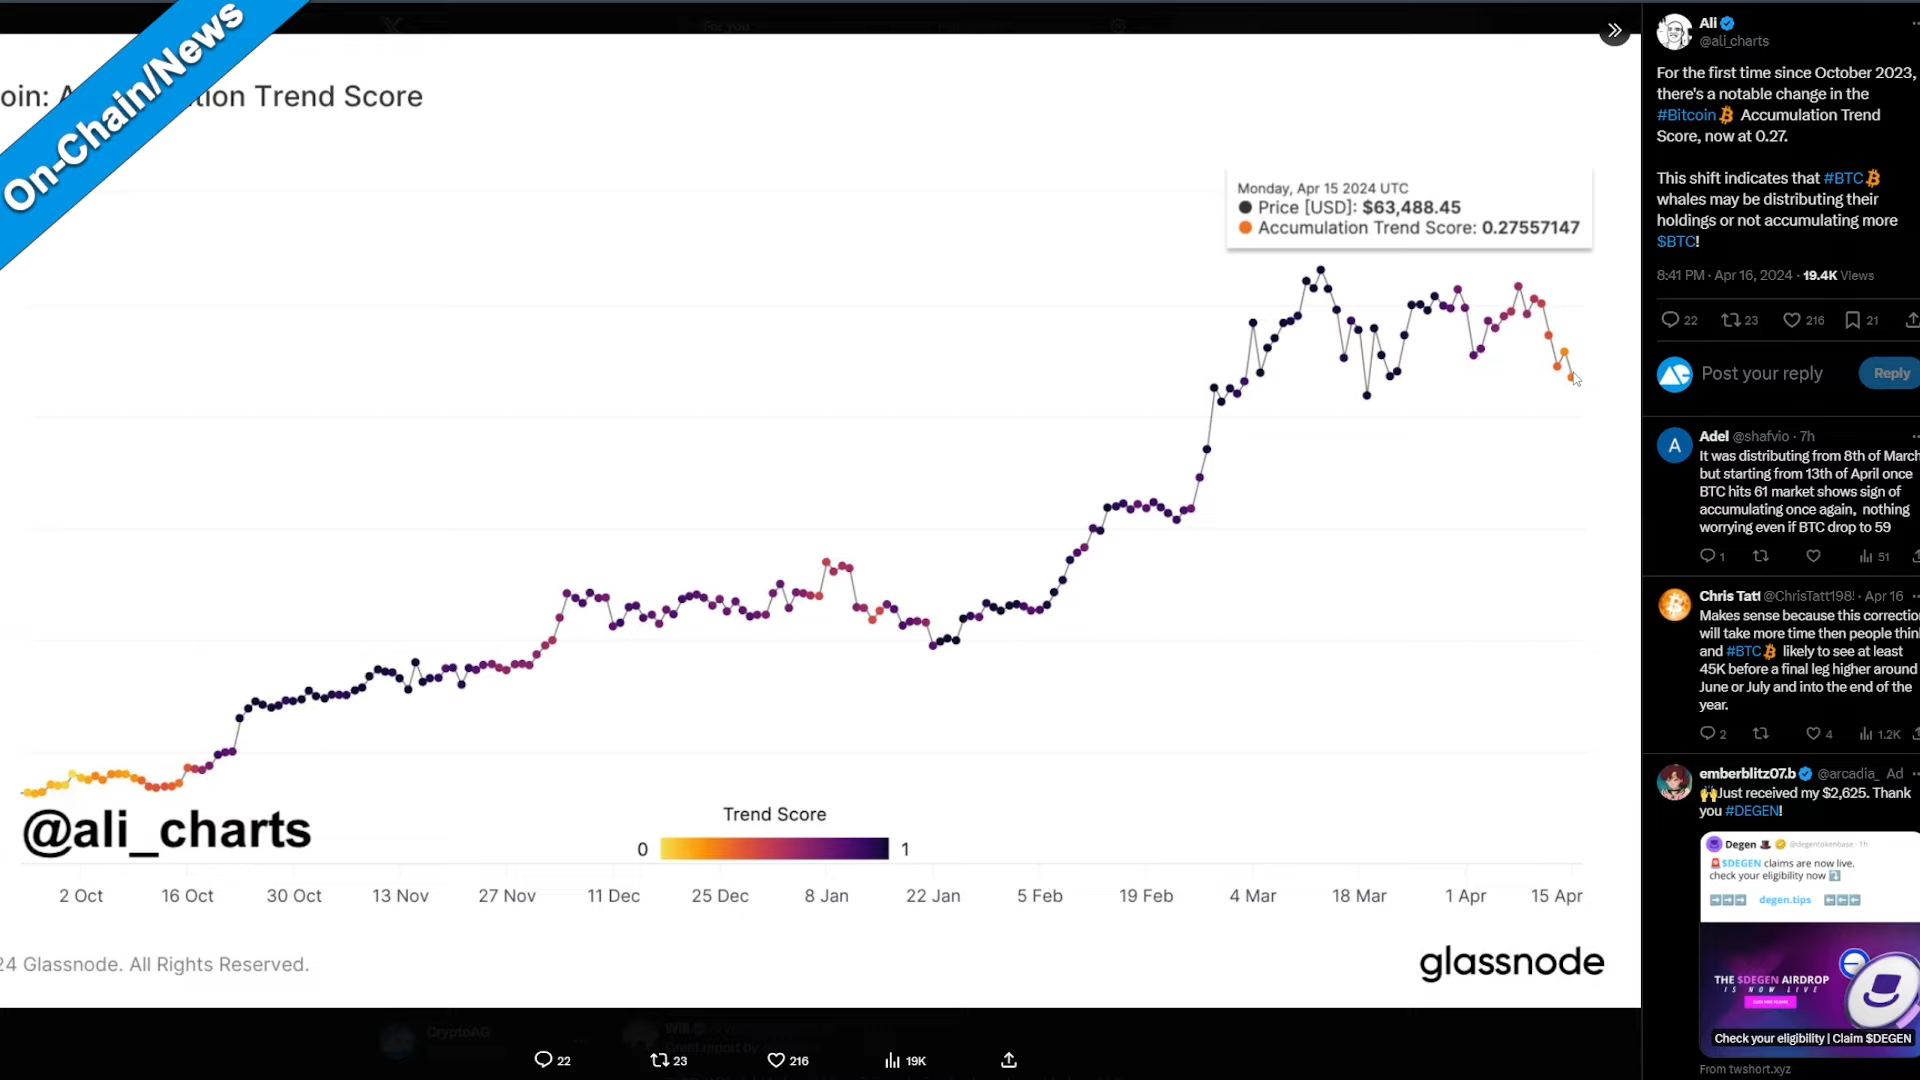 On-Chain/News
For you
oin: A
tion Trend Score
Monday, Apr 15 2024 UTC
Price [USD]: $63,488.45
Accumulation Trend Score: 0.27557147
@ali_charts
Trend Score
0
1
2 Oct
16 Oct
30 Oct
13 Nov
27 Nov
11 Dec
25 Dec
8 Jan
22 Jan
5 Feb
19 Feb
4 Mar
18 Mar
1 Apr
15 Apr
24 Glassnode. All Rights Reserved.
glassnode
CryptoAG
22
23
216
19K
Ali
@ali_charts
For the first time since October 2023,
there's a notable change in the
#Bitcoin Accumulation Trend
Score, now at 0.27.
This shift indicates that #BTC
whales may be distributing their
holdings or not accumulating more
$BTC!
8:41 PM · Apr 16, 2024 · 19.4K Views
22
23
216
21
Post your reply
Reply
A
Adel @shafvio · 7h
It was distributing from 8th of March
but starting from 13th of April once
BTC hits 61 market shows sign of
accumulating once again, nothing
worrying even if BTC drop to 59
1
51
Chris Tatt @ChrisTatt198! · Apr 16
Makes sense because this correction
will take more time then people thin
and #BTC likely to see at least
45K before a final leg higher around
June or July and into the end of the
year.
2
4
1.2K
emberblitz07.b @arcadia_ Ad
🙌Just received my $2,625. Thank
you #DEGEN!
Degen @degentokenbase · 1h
🚨$DEGEN claims are now live.
check your eligibility now ⤵️
➡️➡️➡️ degen.tips ⬅️⬅️⬅️
THE $DEGEN AIRDROP
IS NOW LIVE
Check your eligibility | Claim $DEGEN
From twshort.xyz